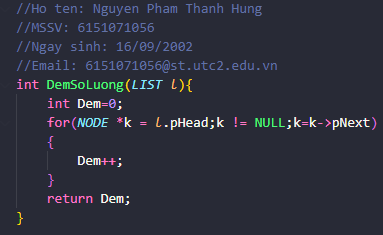 //Ho ten: Nguyen Pham Thanh Hung
//MSSV: 6151071056
//Ngay sinh: 16/09/2002
//Email: 6151071056@st.utc2.edu.vn
int DemSoLuong(LIST l){
    int Dem=0;
    for(NODE *k = l.pHead;k != NULL;k=k->pNext)
    {
        Dem++;
    }
    return Dem;
}